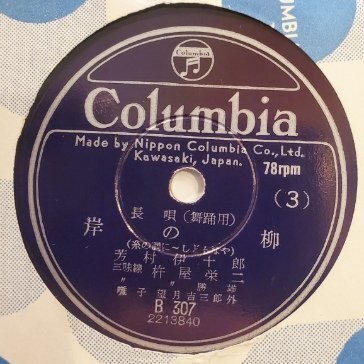 Columbia
Columbia
Made by Nippon Columbia Co., Ltd.
Kawasaki, Japan.
78rpm
(3)
長唄(舞踊用)
岸の柳
芳村伊十郎
三味線 杵屋栄二
〃 〃 勝
囃子 望月吉三郎外
B 307
2213840